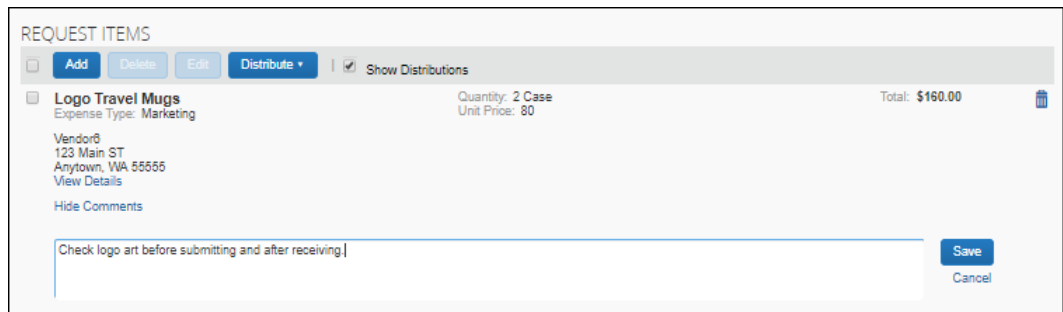 REQUEST ITEMS
Add Delete Edit Distribute | Show Distributions
Logo Travel Mugs Quantity: 2 Case Total: $160.00
Expense Type: Marketing Unit Price: 80
Vendor6
123 Main ST
Anytown, WA 55555
View Details
Hide Comments
Check logo art before submitting and after receiving. Save
Cancel